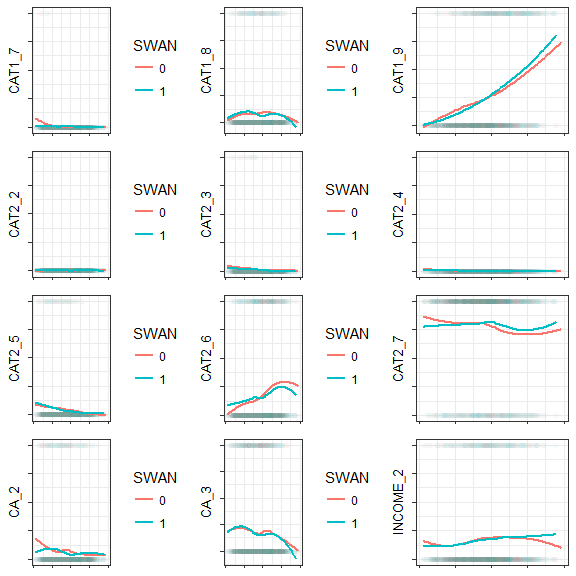 CAT1_7
SWAN
0
1
CAT1_8
SWAN
0
1
CAT1_9
CAT2_2
SWAN
0
1
CAT2_3
SWAN
0
1
CAT2_4
CAT2_5
SWAN
0
1
CAT2_6
SWAN
0
1
CAT2_7
CA_2
SWAN
0
1
CA_3
SWAN
0
1
INCOME_2